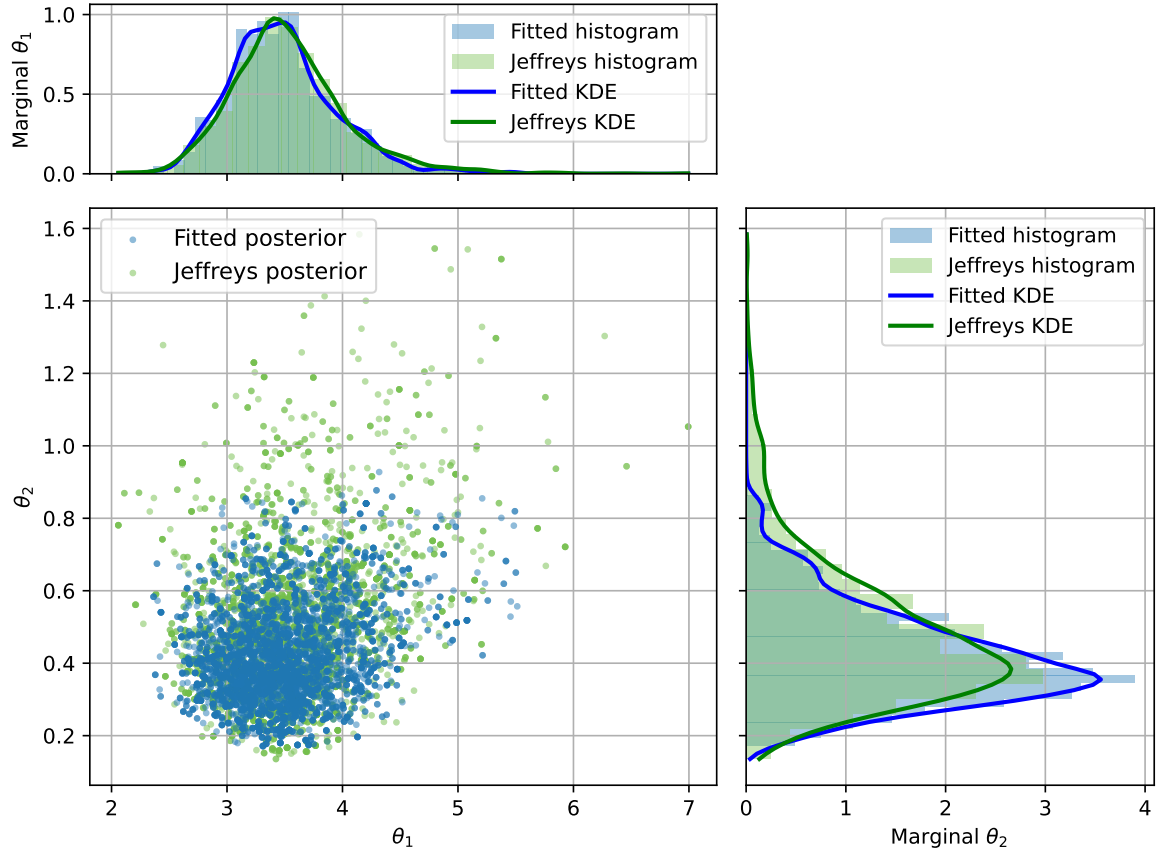 1.0
0.5
0.0
Marginal θ1
Fitted histogram
Jeffreys histogram
Fitted KDE
Jeffreys KDE
1.6
1.4
1.2
1.0
0.8
0.6
0.4
0.2
θ2
Fitted posterior
Jeffreys posterior
2 3 4 5 6 7
θ1
Fitted histogram
Jeffreys histogram
Fitted KDE
Jeffreys KDE
0 1 2 3 4
Marginal θ2